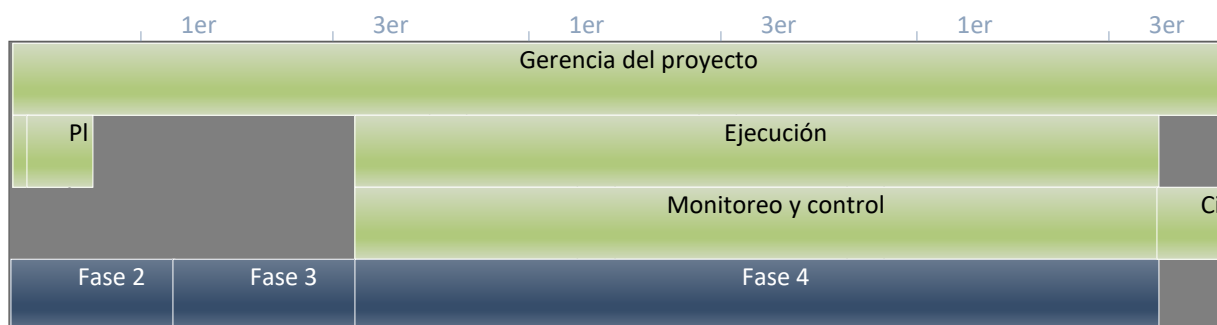 1er 3er 1er 3er 1er 3er
Gerencia del proyecto
Pl Ejecución
Monitoreo y control Ci
Fase 2 Fase 3 Fase 4